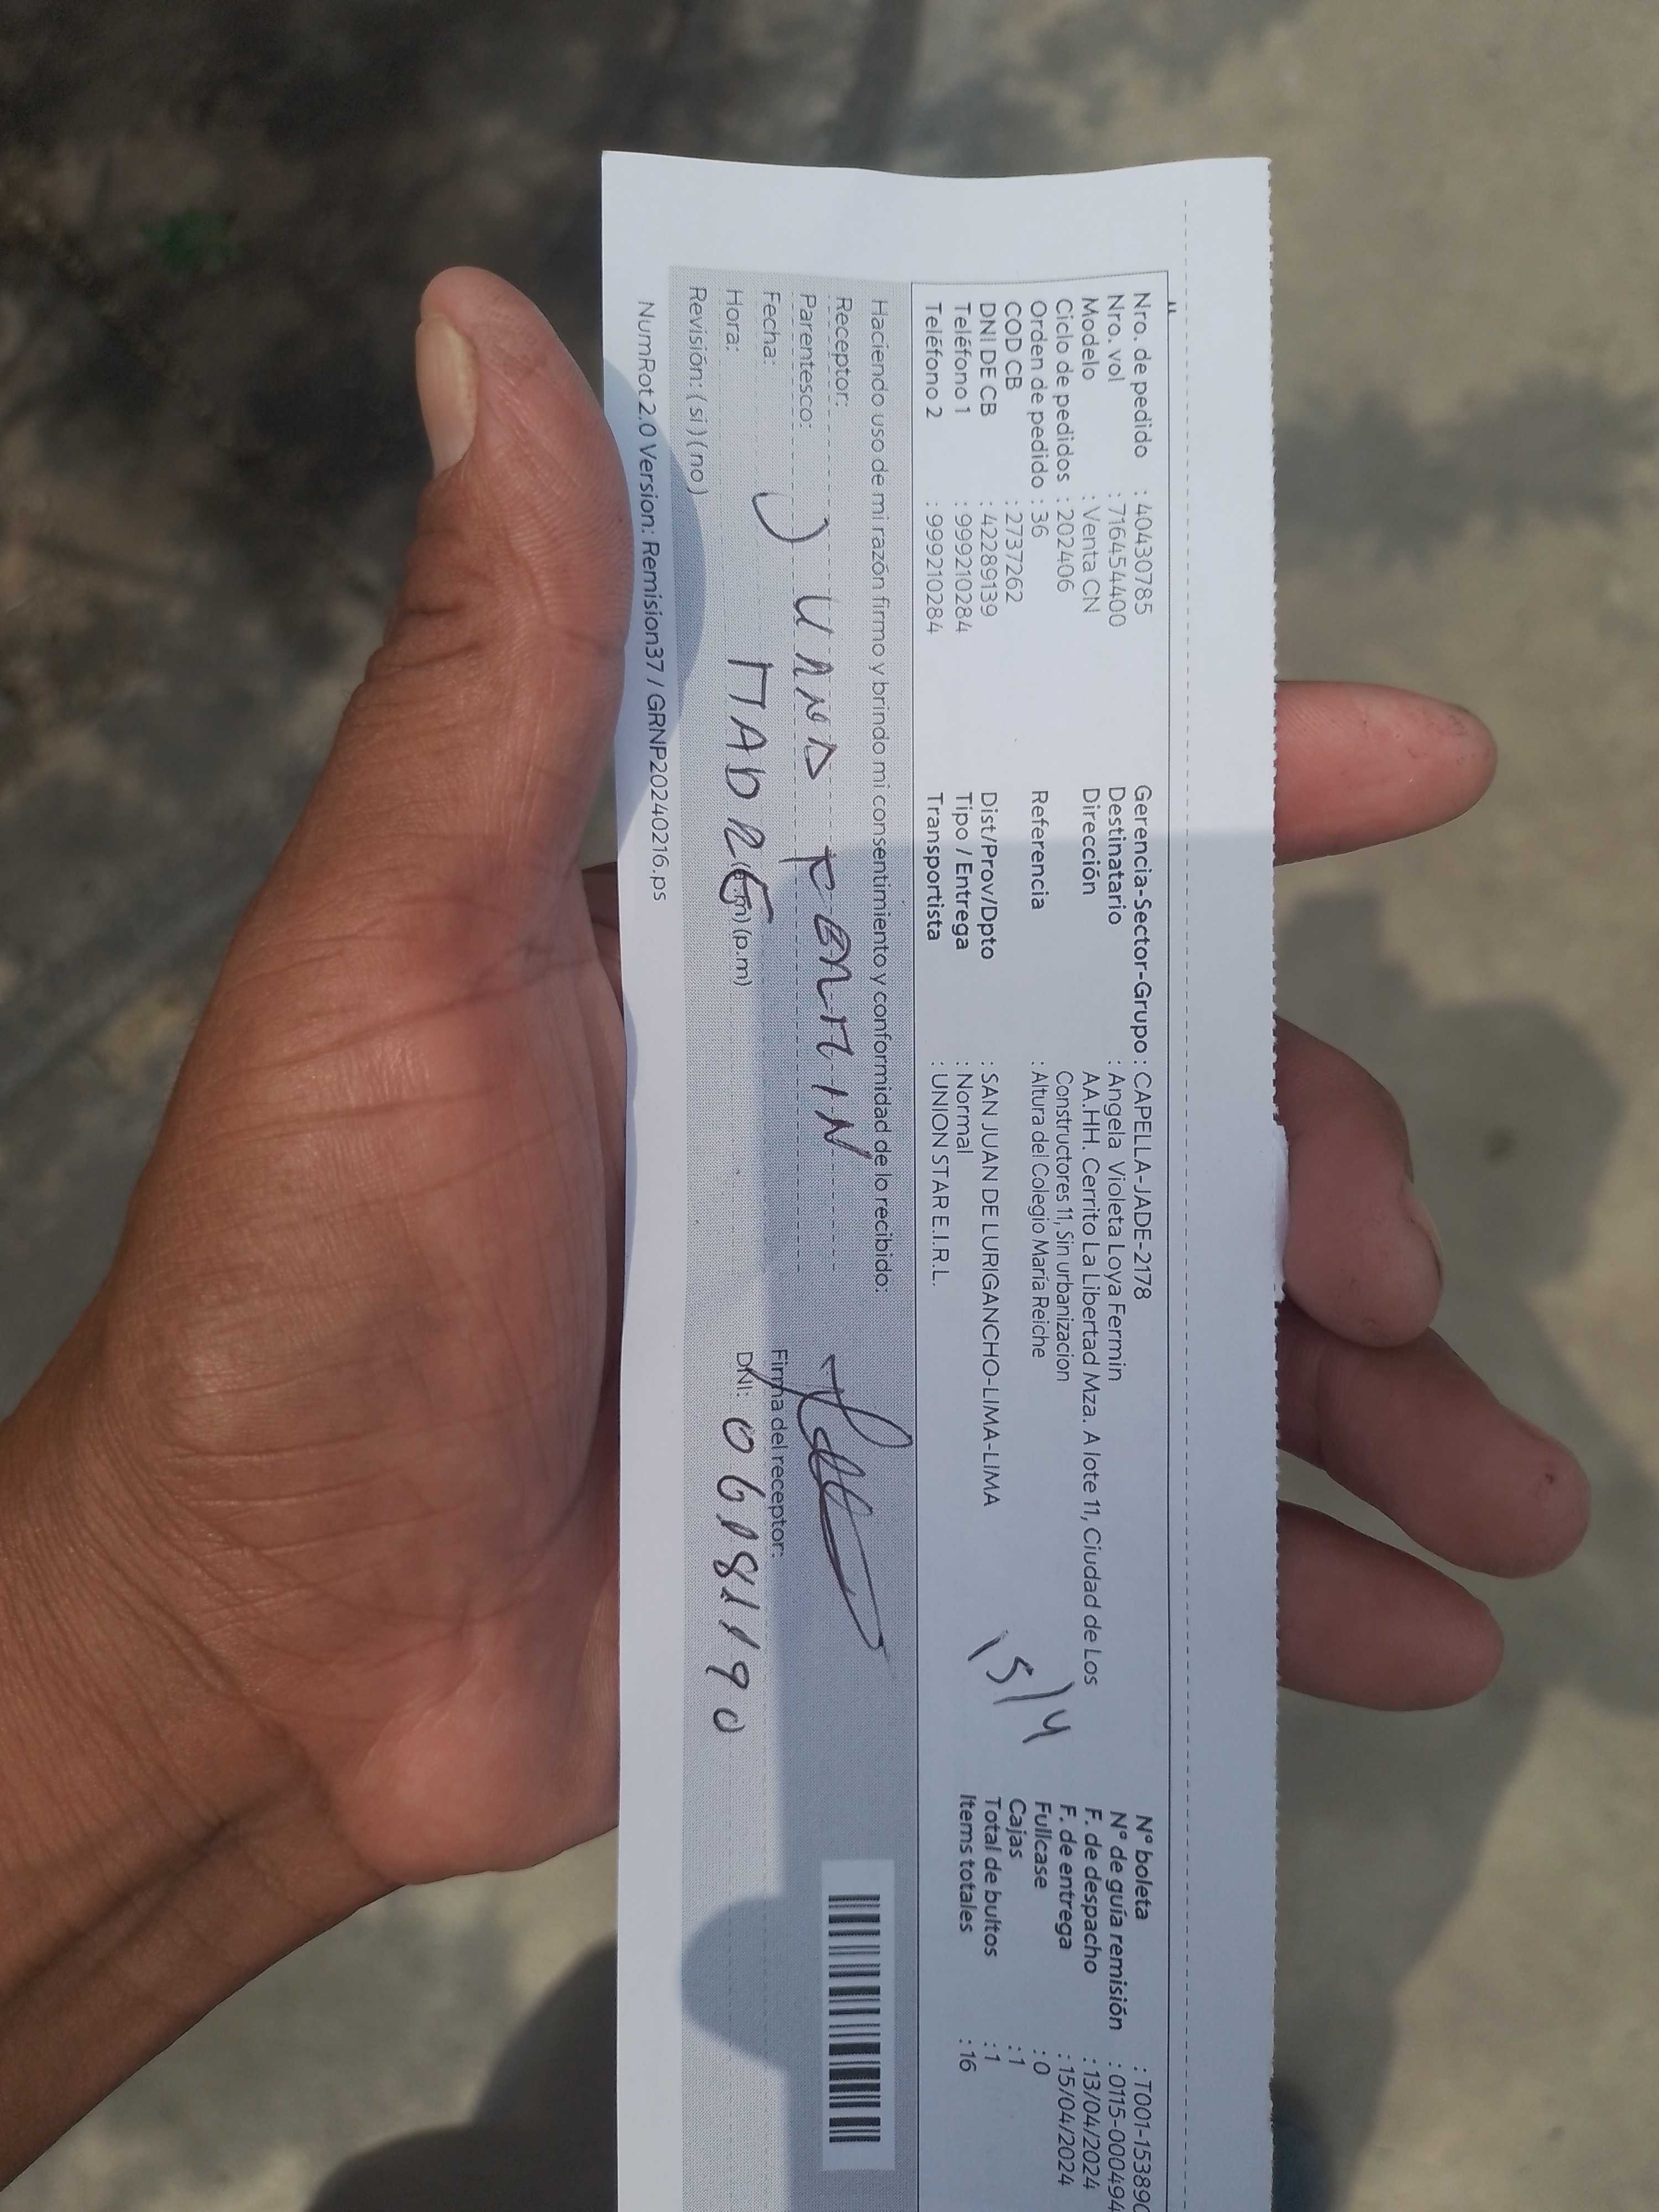 Nro. de pedido : 40430785 Gerencia-Sector-Grupo : CAPELLA-JADE-2178 N° boleta : T001-153890
Nro. vol : 716454400 Destinatario : Angela Violeta Loya Fermin N° de guía remisión : 0115-000494
Modelo : Venta CN Dirección AA.HH. Cerrito La Libertad Mza. A lote 11, Ciudad de Los F. de despacho : 13/04/2024
Ciclo de pedidos : 202406 Constructores 11, Sin urbanizacion F. de entrega : 15/04/2024
Orden de pedido : 36 Referencia : Altura del Colegio María Reiche 15/4 Fullcase : 0
COD CB : 2737262 Cajas : 1
DNI DE CB : 42289139 Dist/Prov/Dpto : SAN JUAN DE LURIGANCHO-LIMA-LIMA Total de bultos : 1
Teléfono 1 : 999210284 Tipo / Entrega : Normal Items totales : 16
Teléfono 2 : 999210284 Transportista : UNION STAR E.I.R.L.
Haciendo uso de mi razón firmo y brindo mi consentimiento y conformidad de lo recibido:
Receptor:
Parentesco: FERMIN
Fecha: Firma del receptor:
Hora: MADRE (p.m) DNI:
Revisión: ( si ) ( no )
NumRot 2.0 Version: Remision37 / GRNP20240216.ps